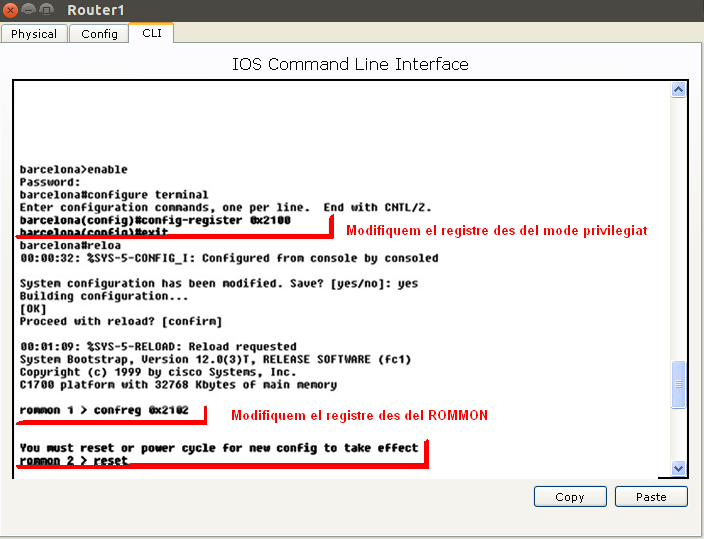 Router1
Physical Config CLI
IOS Command Line Interface
barcelona>enable
Password:
barcelona#configure terminal
Enter configuration commands, one per line.  End with CNTL/Z.
barcelona(config)#config-register 0x2100
barcelona(config)#exit
Modifiquem el registre des del mode privilegiat
barcelona#reloa
00:00:32: %SYS-5-CONFIG_I: Configured from console by consoled
System configuration has been modified. Save? [yes/no]: yes
Building configuration...
[OK]
Proceed with reload? [confirm]
00:01:09: %SYS-5-RELOAD: Reload requested
System Bootstrap, Version 12.0(3)T, RELEASE SOFTWARE (fc1)
Copyright (c) 1999 by cisco Systems, Inc.
C1700 platform with 32768 Kbytes of main memory
rommon 1 > confreg 0x2102
Modifiquem el registre des del ROMMON
You must reset or power cycle for new config to take effect
rommon 2 > reset
Copy Paste